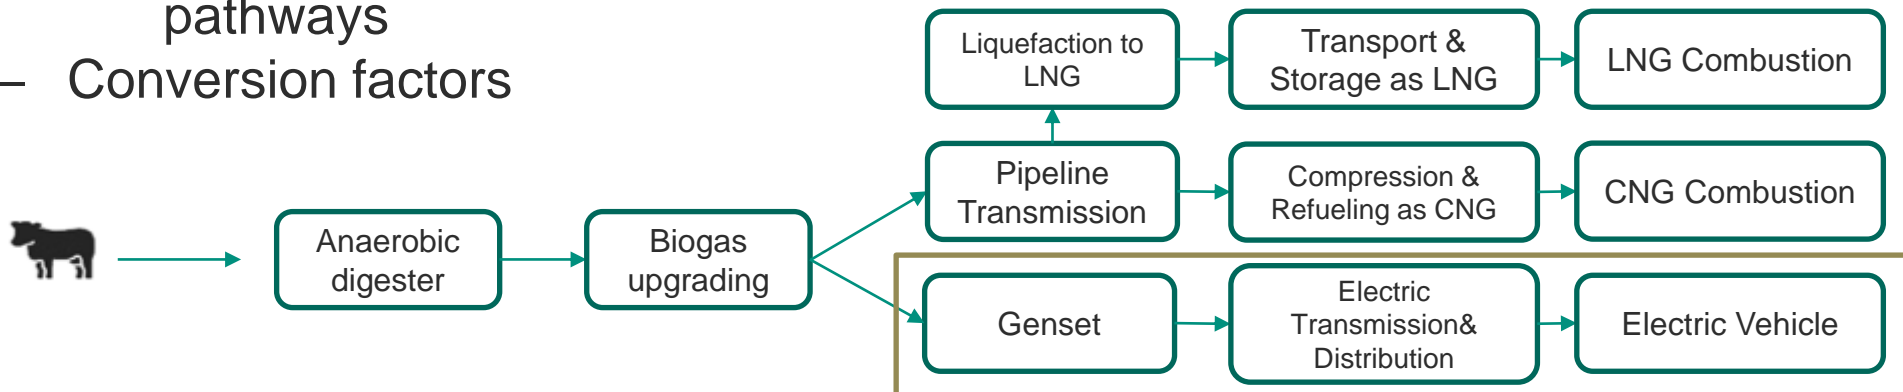 pathways
– Conversion factors
Liquefaction to
LNG
Transport &
Storage as LNG
LNG Combustion
Pipeline
Transmission
Compression &
Refueling as CNG
CNG Combustion
Anaerobic
digester
Biogas
upgrading
Genset
Electric
Transmission&
Distribution
Electric Vehicle